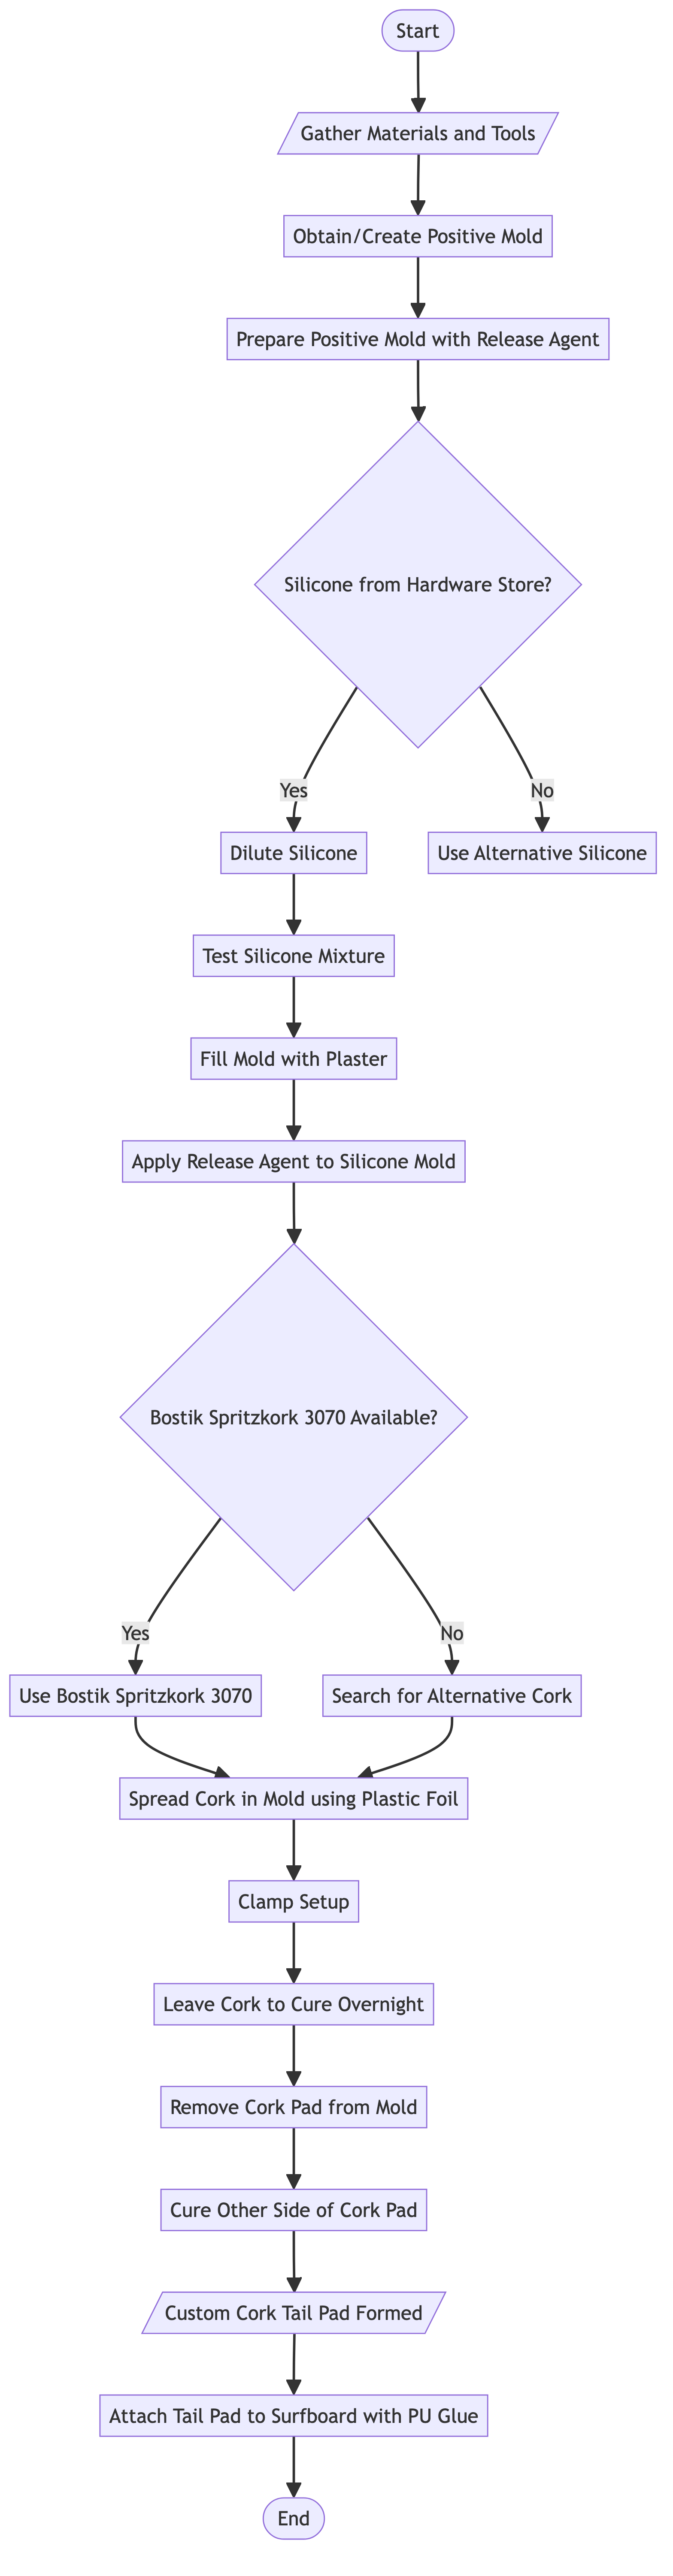 Start
Gather Materials and Tools
Obtain/Create Positive Mold
Prepare Positive Mold with Release Agent
Silicone from Hardware Store?
Yes
No
Dilute Silicone
Use Alternative Silicone
Test Silicone Mixture
Fill Mold with Plaster
Apply Release Agent to Silicone Mold
Bostik Spritzkork 3070 Available?
Yes
No
Use Bostik Spritzkork 3070
Search for Alternative Cork
Spread Cork in Mold using Plastic Foil
Clamp Setup
Leave Cork to Cure Overnight
Remove Cork Pad from Mold
Cure Other Side of Cork Pad
Custom Cork Tail Pad Formed
Attach Tail Pad to Surfboard with PU Glue
End